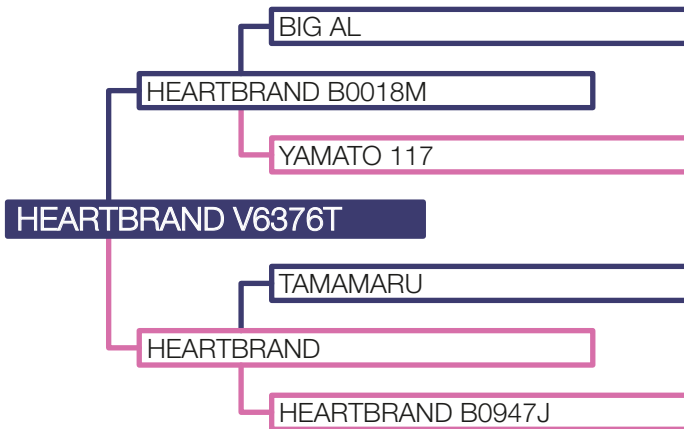 BIG AL
HEARTBRAND B0018M
YAMATO 117
HEARTBRAND V6376T
TAMAMARU
HEARTBRAND
HEARTBRAND B0947J